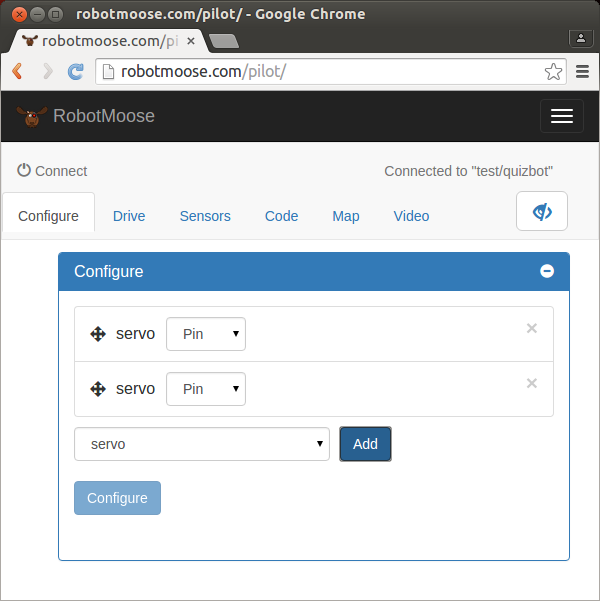 robotmoose.com/pilot/ - Google Chrome
robotmoose.com/pi
robotmoose.com/pilot/
RobotMoose
Connect Connected to "test/quizbot"
Configure Drive Sensors Code Map Video
Configure
servo Pin
servo Pin
servo Add
Configure